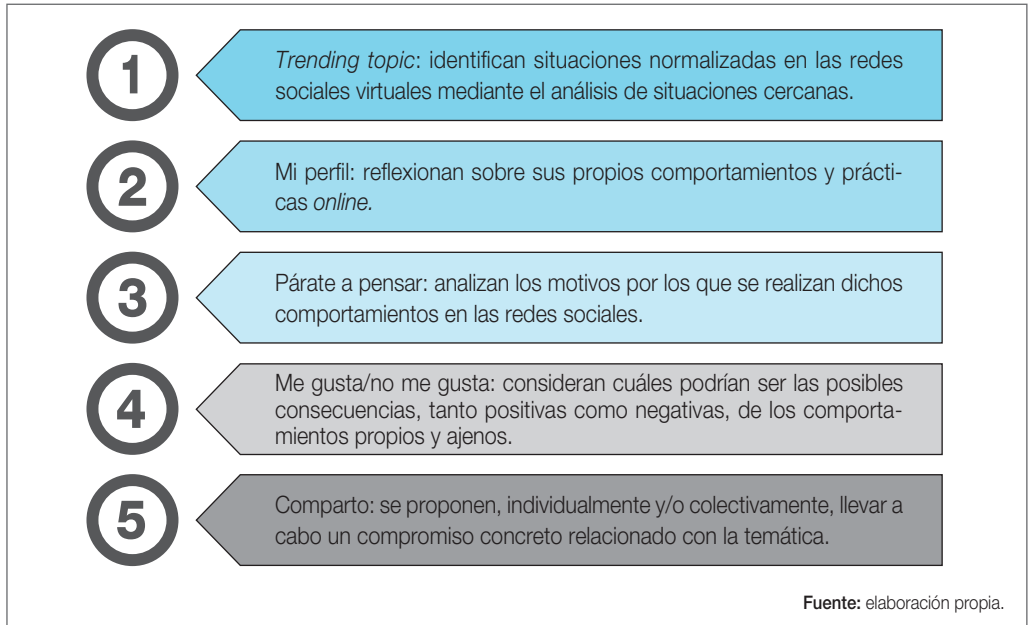 1
Trending topic: identifican situaciones normalizadas en las redes
sociales virtuales mediante el análisis de situaciones cercanas.
2
Mi perfil: reflexionan sobre sus propios comportamientos y prácti-
cas online.
3
Párate a pensar: analizan los motivos por los que se realizan dichos
comportamientos en las redes sociales.
4
Me gusta/no me gusta: consideran cuáles podrían ser las posibles
consecuencias, tanto positivas como negativas, de los comporta-
mientos propios y ajenos.
5
Comparto: se proponen, individualmente y/o colectivamente, llevar a
cabo un compromiso concreto relacionado con la temática.
Fuente: elaboración propia.